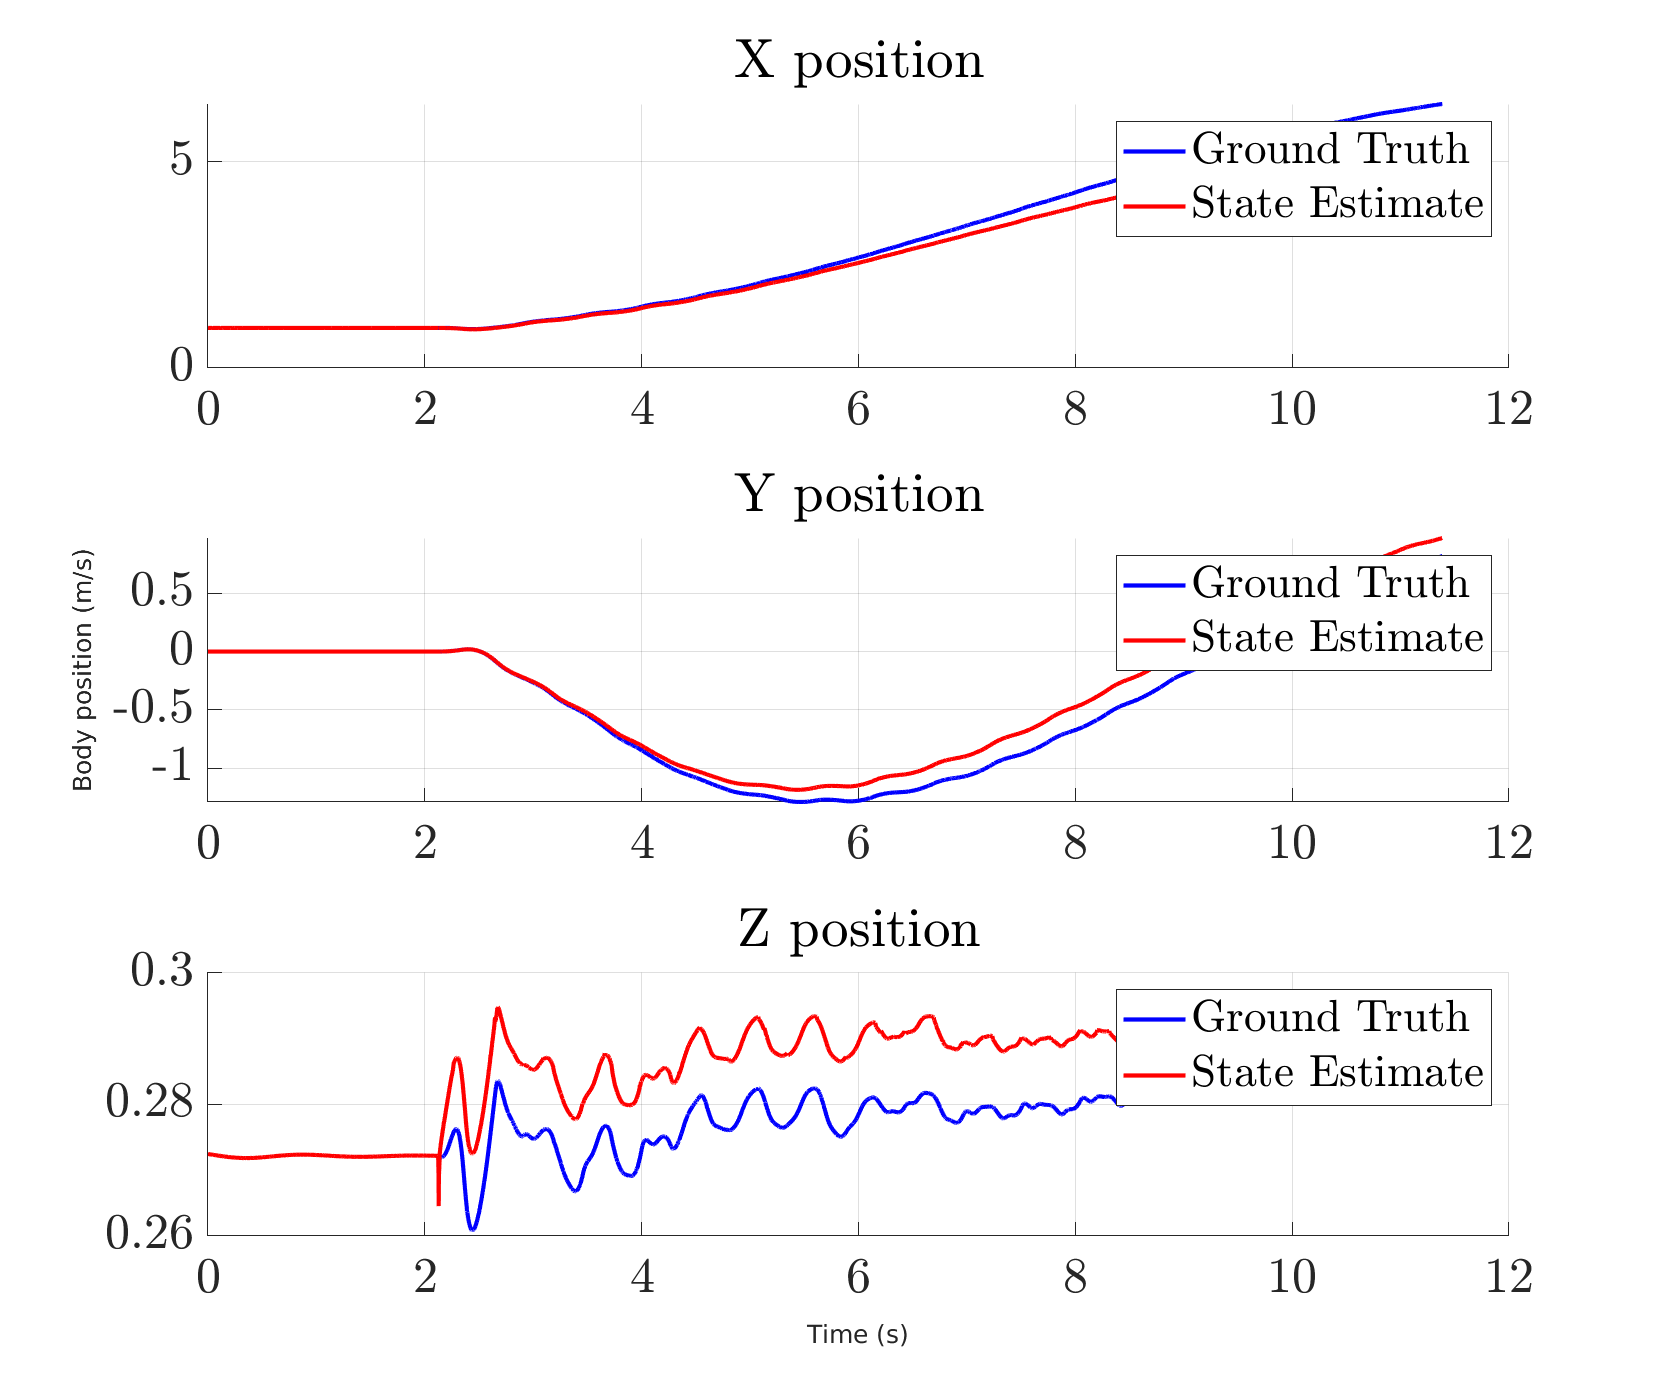 X position
5
0
0 2 4 6 8 10 12
Ground Truth
State Estimate
Y position
Body position (m/s)
0.5
0
-0.5
-1
0 2 4 6 8 10 12
Ground Truth
State Estimate
Z position
0.3
0.28
0.26
0 2 4 6 8 10 12
Ground Truth
State Estimate
Time (s)